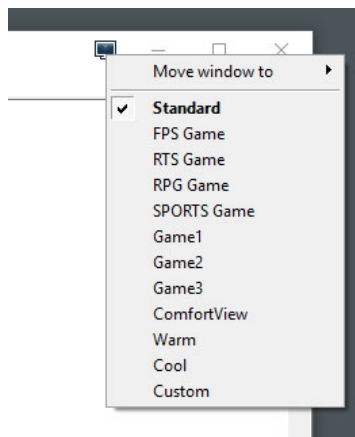 Move window to
Standard
FPS Game
RTS Game
RPG Game
SPORTS Game
Game1
Game2
Game3
ComfortView
Warm
Cool
Custom